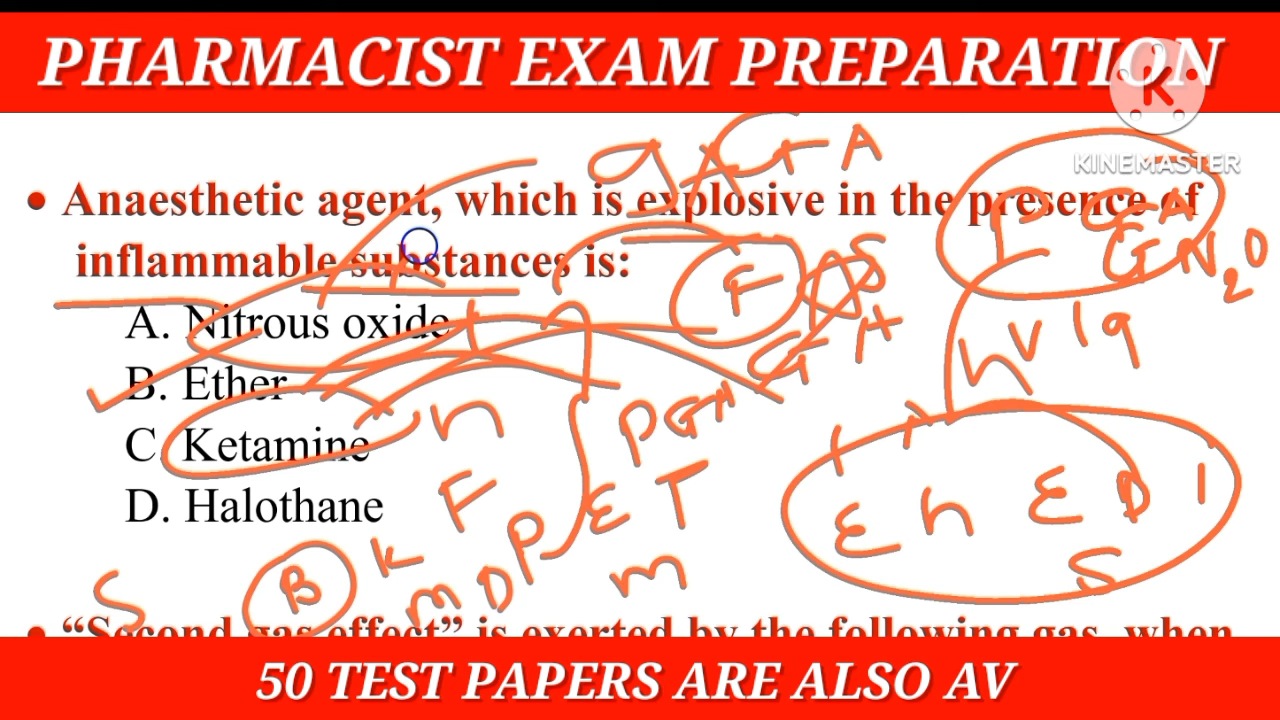 PHARMACIST EXAM PREPARATION
K
KINEMASTER
g G A
P G A
• Anaesthetic agent, which is explosive in the presence of
G N2O
inflammable substances is:
F
G A S
A. Nitrous oxide
G A
h v l q
B. Ether
h
P G A
C. Ketamine
F
E T
E h E D I
D. Halothane
S
B
K
M D P
m
S
• “Second gas effect” is exerted by the following gas, when
50 TEST PAPERS ARE ALSO AV